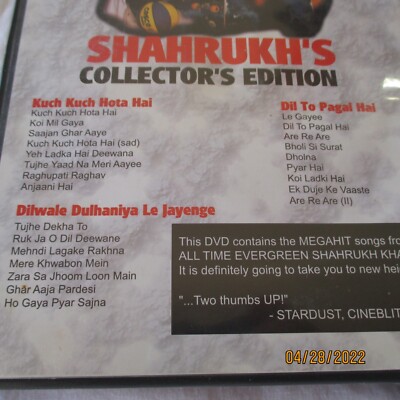 SHAHRUKH'S
COLLECTOR'S EDITION
Kuch Kuch Hota Hai
Kuch Kuch Hota Hai
Koi Mil Gaya
Saajan Ghar Aaye
Kuch Kuch Hota Hai (sad)
Yeh Ladka Hai Deewana
Tujhe Yaad Na Meri Aayee
Raghupati Raghav
Anjaani Hai
Dil To Pagal Hai
Le Gayee
Dil To Pagal Hai
Are Re Are
Bholi Si Surat
Dholna
Pyar Hai
Koi Ladki Hai
Ek Duje Ke Vaaste
Are Re Are (II)
Dilwale Dulhaniya Le Jayenge
Tujhe Dekha To
Ruk Ja O Dil Deewane
Mehndi Lagake Rakhna
Mere Khwabon Mein
Zara Sa Jhoom Loon Main
Ghar Aaja Pardesi
Ho Gaya Pyar Sajna
This DVD contains the MEGAHIT songs fro
ALL TIME EVERGREEN SHAHRUKH KHA
It is definitely going to take you to new hei
"...Two thumbs UP!"
- STARDUST, CINEBLIT
04/28/2022